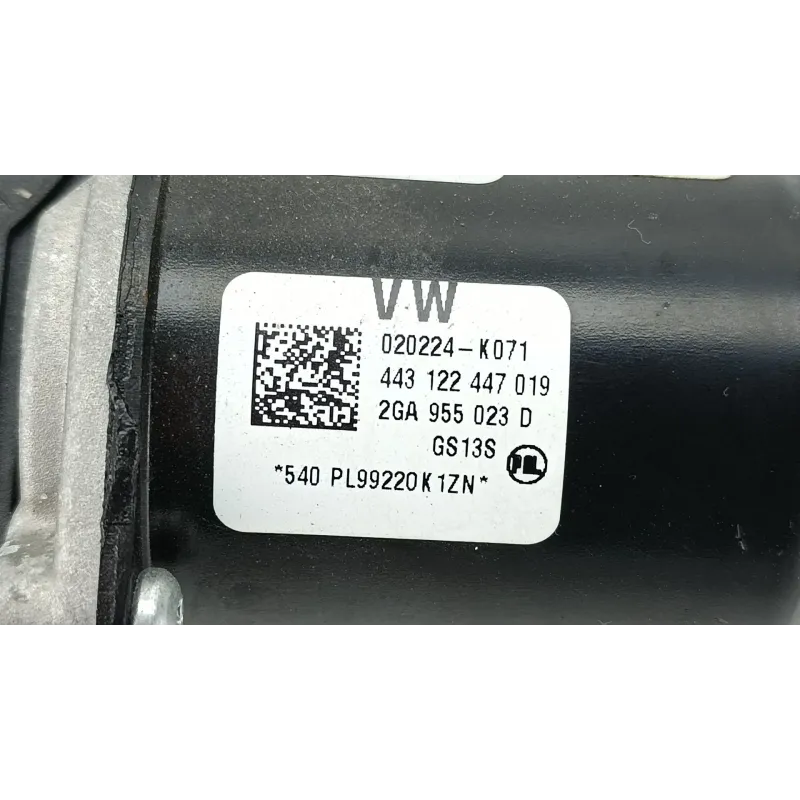 VW
020224-K071
443 122 447 019
2GA 955 023 D
GS13S
*540 PL99220K1ZN*